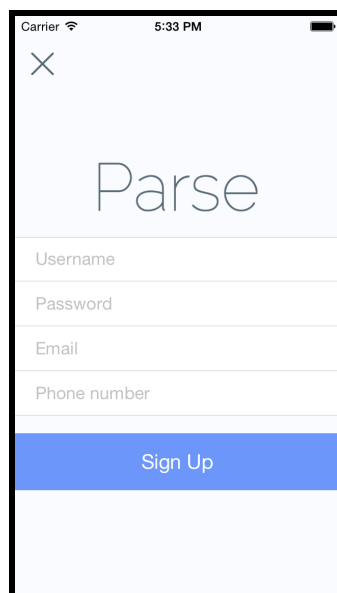 Carrier 5:33 PM
Parse
Username
Password
Email
Phone number
Sign Up